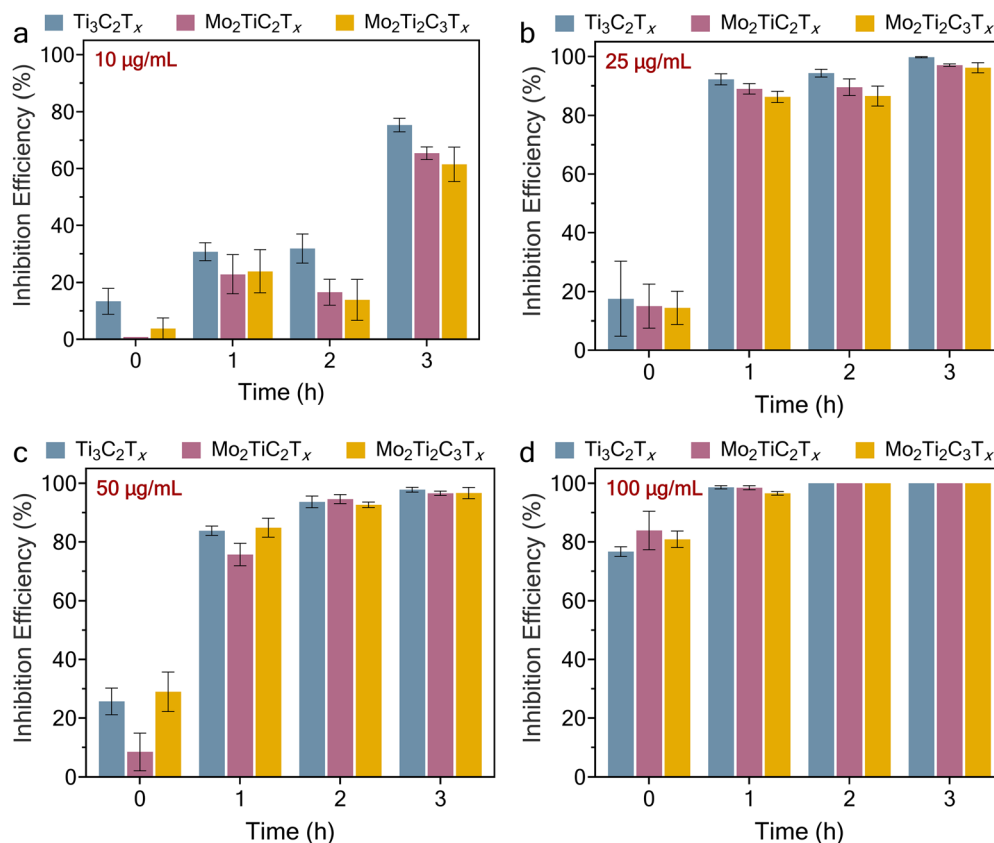 a
Ti₃C₂Tₓ Mo₂TiC₂Tₓ Mo₂Ti₂C₃Tₓ
10 µg/mL
Inhibition Efficiency (%)
100
80
60
40
20
0
0 1 2 3
Time (h)
b
Ti₃C₂Tₓ Mo₂TiC₂Tₓ Mo₂Ti₂C₃Tₓ
25 µg/mL
Inhibition Efficiency (%)
100
80
60
40
20
0
0 1 2 3
Time (h)
c
Ti₃C₂Tₓ Mo₂TiC₂Tₓ Mo₂Ti₂C₃Tₓ
50 µg/mL
Inhibition Efficiency (%)
100
80
60
40
20
0
0 1 2 3
Time (h)
d
Ti₃C₂Tₓ Mo₂TiC₂Tₓ Mo₂Ti₂C₃Tₓ
100 µg/mL
Inhibition Efficiency (%)
100
80
60
40
20
0
0 1 2 3
Time (h)